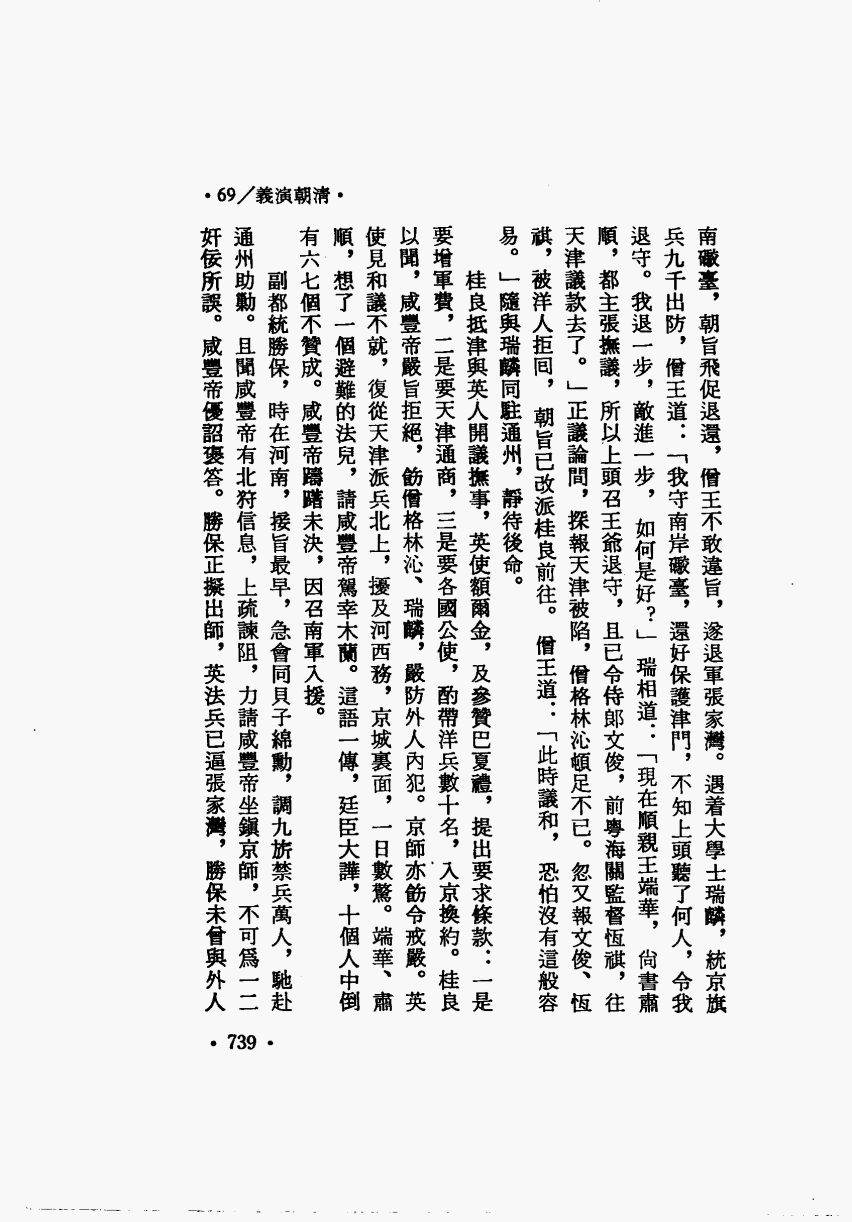 ·69／義演朝清·
南礮臺，朝旨飛促退還，僧王不敢違旨，遂退軍張家灣。遇着大學士瑞麟，統京旗
兵九千出防，僧王道：「我守南岸礮臺，還好保護津門，不知上頭聽了何人，令我
退守。我退一步，敵進一步，如何是好？」瑞相道：「現在順親王端華，尙書肅
順，都主張撫議，所以上頭召王爺退守，且已令侍郞文俊，前粵海關監督恆祺，往
天津議款去了。」正議論間，探報天津被陷，僧格林沁頓足不已。忽又報文俊、恆
祺，被洋人拒囘，朝旨已改派桂良前往。僧王道：「此時議和，恐怕沒有這般容
易。」隨與瑞麟同駐通州，靜待後命。
桂良抵津與英人開議撫事，英使額爾金，及參贊巴夏禮，提出要求條款：一是
要增軍費，二是要天津通商，三是要各國公使，酌帶洋兵數十名，入京換約。桂良
以聞，咸豐帝嚴旨拒絕，飭僧格林沁、瑞麟，嚴防外人內犯。京師亦飭令戒嚴。英
使見和議不就，復從天津派兵北上，擾及河西務，京城裏面，一日數驚。端華、肅
順，想了一個避難的法兒，請咸豐帝駕幸木蘭。這語一傳，廷臣大譁，十個人中倒
有六七個不贊成。咸豐帝躊躇未決，因召南軍入援。
副都統勝保，時在河南，接旨最早，急會同貝子綿勳，調九旂禁兵萬人，馳赴
通州助勦。且聞咸豐帝有北狩信息，上疏諫阻，力請咸豐帝坐鎭京師，不可爲一二
奸佞所誤。咸豐帝優詔褒答。勝保正擬出師，英法兵已逼張家灣，勝保未曾與外人
·739·